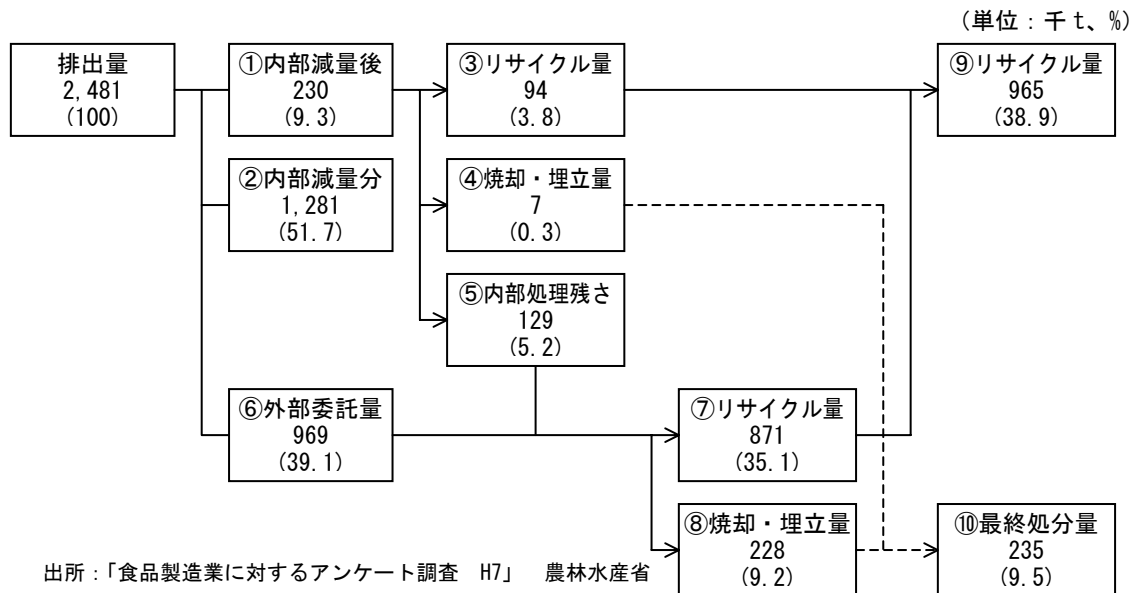 (単位：千t、%)
排出量
2,481
(100)
①内部減量後
230
(9.3)
③リサイクル量
94
(3.8)
⑨リサイクル量
965
(38.9)
②内部減量分
1,281
(51.7)
④焼却・埋立量
7
(0.3)
⑤内部処理残さ
129
(5.2)
⑥外部委託量
969
(39.1)
⑦リサイクル量
871
(35.1)
⑧焼却・埋立量
228
(9.2)
⑩最終処分量
235
(9.5)
出所：「食品製造業に対するアンケート調査　H7」　農林水産省